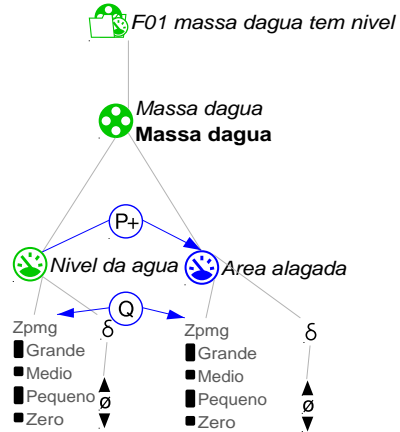 F01 massa dagua tem nivel
Massa dagua
Massa dagua
P+
Nivel da agua
Area alagada
Q
Zpmg
δ
Grande
Medio
Pequeno
ø
Zero
Zpmg
δ
Grande
Medio
Pequeno
ø
Zero